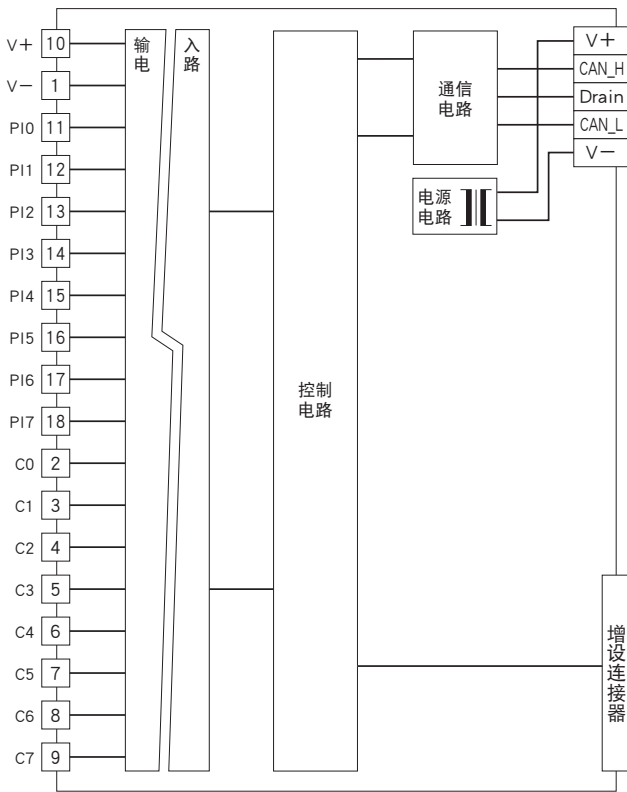 V+ 10
V− 1
PI0 11
PI1 12
PI2 13
PI3 14
PI4 15
PI5 16
PI6 17
PI7 18
C0 2
C1 3
C2 4
C3 5
C4 6
C5 7
C6 8
C7 9
输 入
电 路
控制
电路
通信
电路
电源
电路
V+
CAN_H
Drain
CAN_L
V−
增设连接器